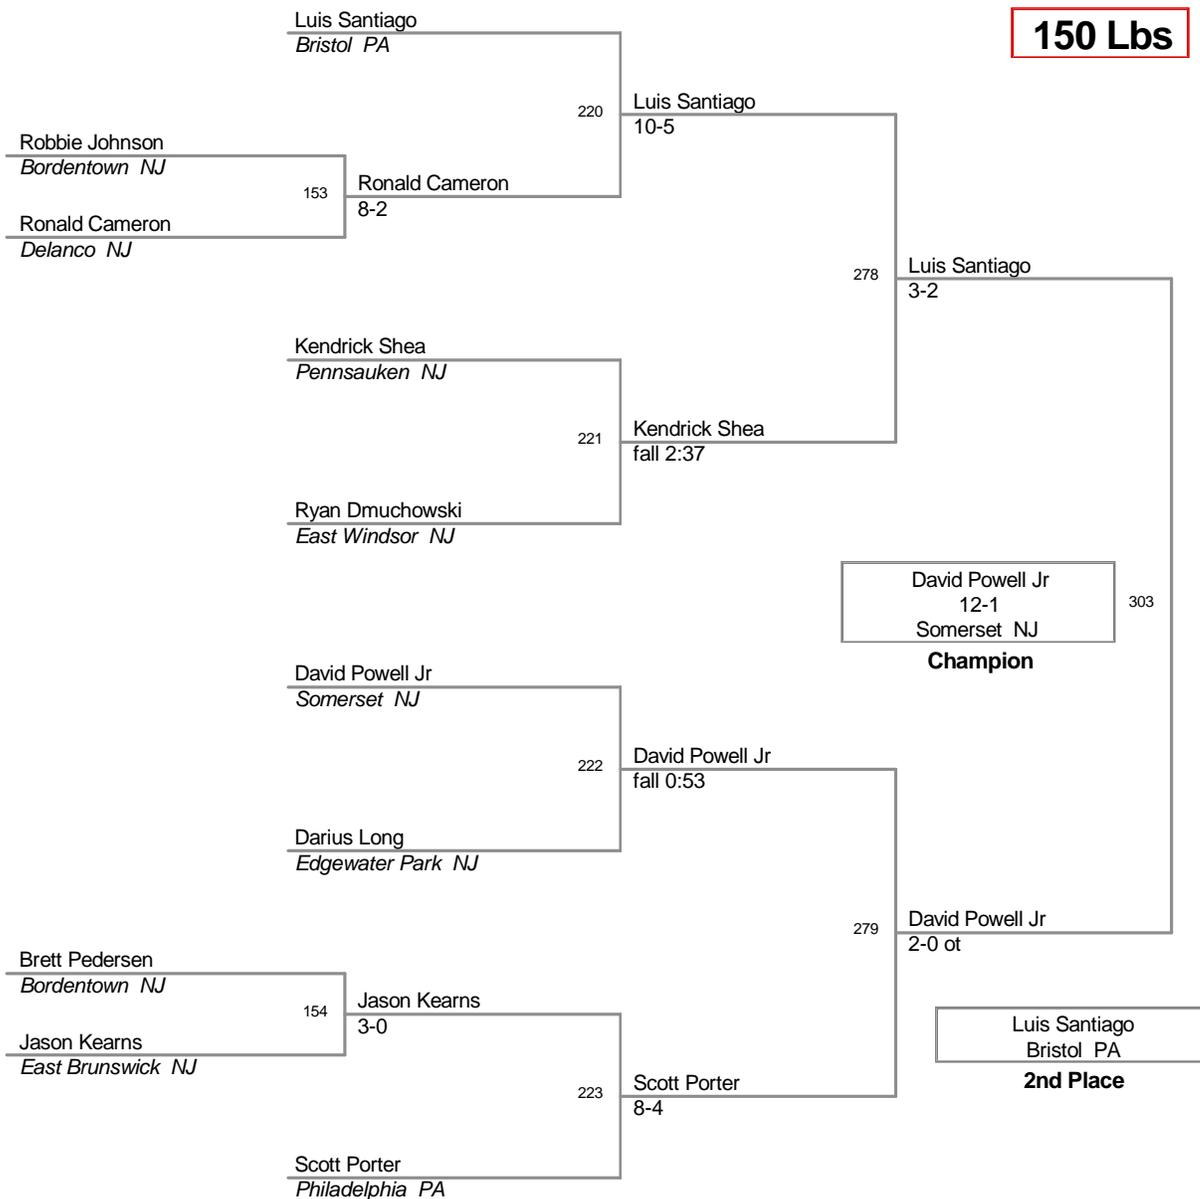 Luis Santiago
Bristol PA
150 Lbs
220
Luis Santiago
10-5
Robbie Johnson
Bordentown NJ
153
Ronald Cameron
8-2
Ronald Cameron
Delanco NJ
278
Luis Santiago
3-2
Kendrick Shea
Pennsauken NJ
221
Kendrick Shea
fall 2:37
Ryan Dmuchowski
East Windsor NJ
David Powell Jr
12-1
Somerset NJ
303
Champion
David Powell Jr
Somerset NJ
222
David Powell Jr
fall 0:53
Darius Long
Edgewater Park NJ
279
David Powell Jr
2-0 ot
Brett Pedersen
Bordentown NJ
154
Jason Kearns
3-0
Jason Kearns
East Brunswick NJ
Luis Santiago
Bristol PA
2nd Place
223
Scott Porter
8-4
Scott Porter
Philadelphia PA